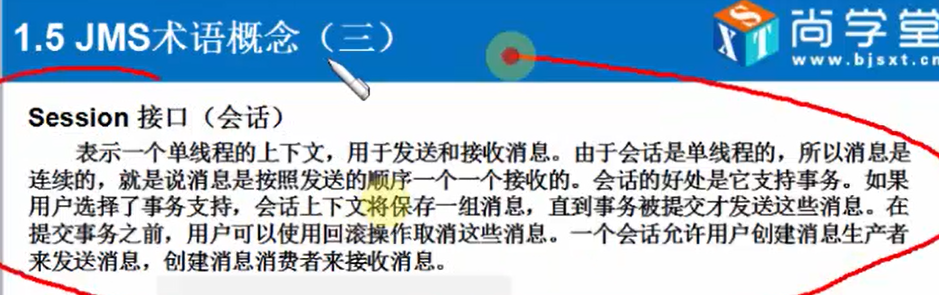 1.5 JMS术语概念（三）
SXT 尚学堂
www.bjsxt.cn
Session 接口（会话）
表示一个单线程的上下文，用于发送和接收消息。由于会话是单线程的，所以消息是
连续的，就是说消息是按照发送的顺序一个一个接收的。会话的好处是它支持事务。如果
用户选择了事务支持，会话上下文将保存一组消息，直到事务被提交才发送这些消息。在
提交事务之前，用户可以使用回滚操作取消这些消息。一个会话允许用户创建消息生产者
来发送消息，创建消息消费者来接收消息。